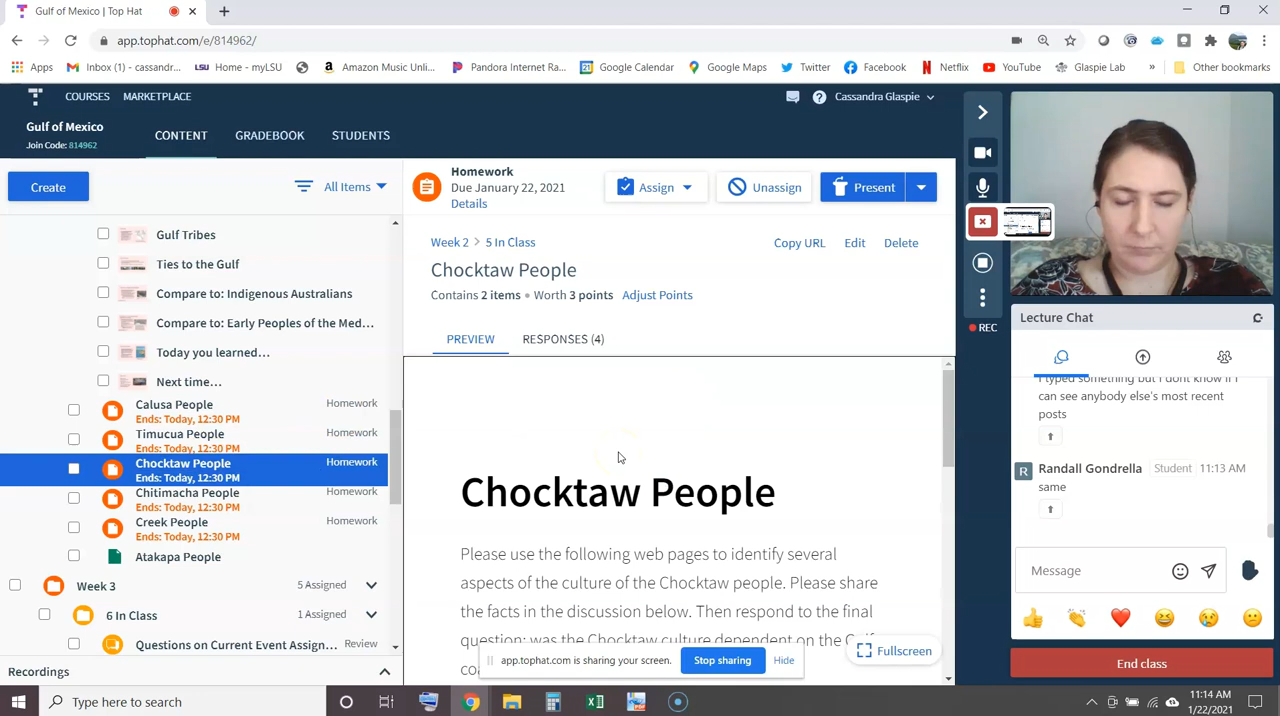 Gulf of Mexico | Top Hat
app.tophat.com/e/814962/
Apps
Inbox (1) - cassandr...
LSU Home - myLSU
Amazon Music Unli...
Pandora Internet Ra...
Google Calendar
Google Maps
Twitter
Facebook
Netflix
YouTube
Glaspie Lab
»
Other bookmarks
COURSES
MARKETPLACE
Cassandra Glaspie
Gulf of Mexico
Join Code: 814962
CONTENT
GRADEBOOK
STUDENTS
Create
All Items
Gulf Tribes
Ties to the Gulf
Compare to: Indigenous Australians
Compare to: Early Peoples of the Med...
Today you learned...
Next time...
Calusa People
Homework
Ends: Today, 12:30 PM
Timucua People
Homework
Ends: Today, 12:30 PM
Chocktaw People
Homework
Ends: Today, 12:30 PM
Chitimacha People
Homework
Ends: Today, 12:30 PM
Creek People
Homework
Ends: Today, 12:30 PM
Atakapa People
Week 3
5 Assigned
6 In Class
1 Assigned
Questions on Current Event Assign...
Review
Recordings
Homework
Due January 22, 2021
Details
Assign
Unassign
Present
Week 2 > 5 In Class
Copy URL
Edit
Delete
Chocktaw People
Contains 2 items • Worth 3 points
Adjust Points
PREVIEW
RESPONSES (4)
Chocktaw People
Please use the following web pages to identify several
aspects of the culture of the Chocktaw people. Please share
the facts in the discussion below. Then respond to the final
question: was the Chocktaw culture dependent on the Gulf
app.tophat.com is sharing your screen.
Stop sharing
Hide
Fullscreen
REC
Lecture Chat
I typed something but I dont know if I
can see anybody else's most recent
posts
R
Randall Gondrella
Student
11:13 AM
same
Message
End class
Type here to search
11:14 AM
1/22/2021